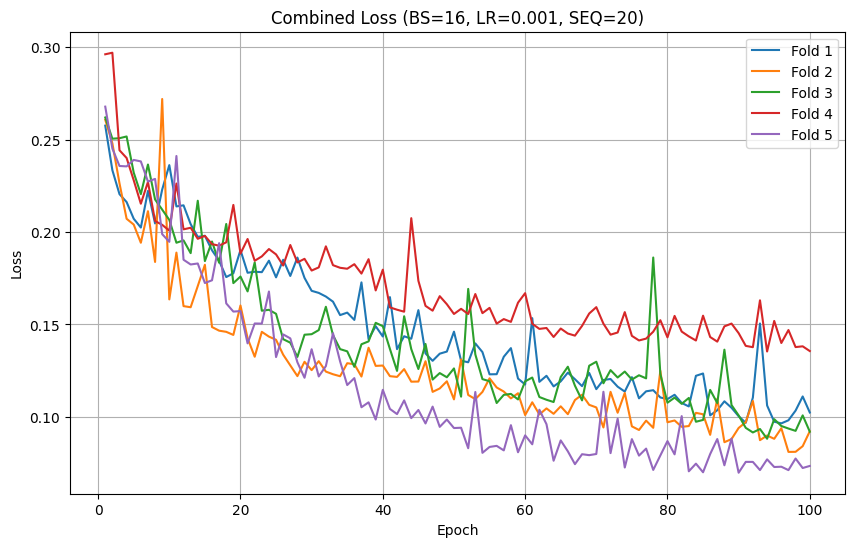 Combined Loss (BS=16, LR=0.001, SEQ=20)
0.30
0.25
0.20
0.15
0.10
Loss
0
20
40
60
80
100
Epoch
Fold 1
Fold 2
Fold 3
Fold 4
Fold 5